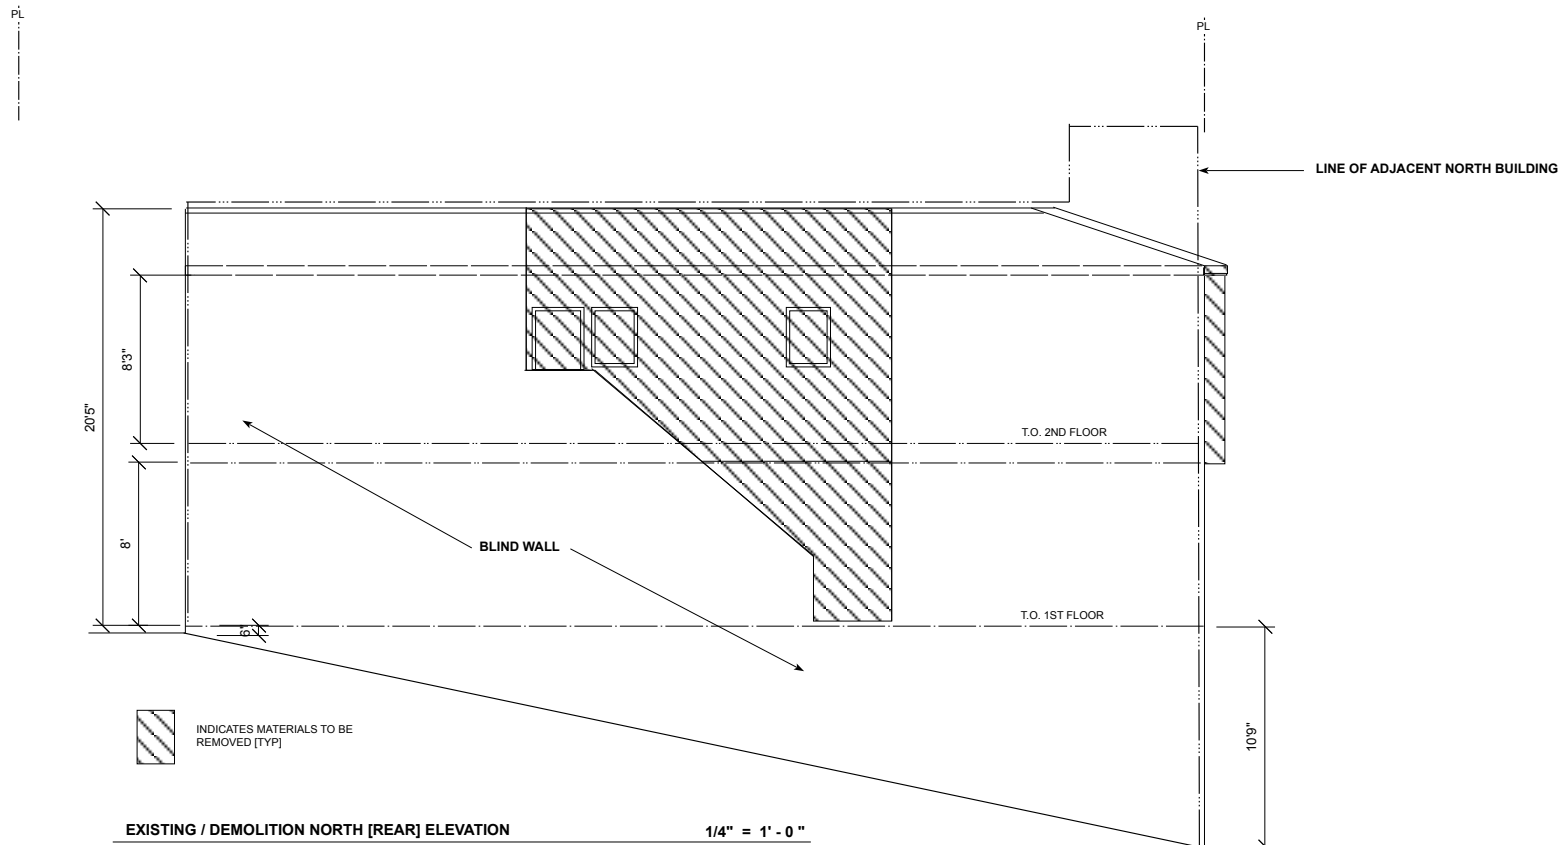 PL
PL
LINE OF ADJACENT NORTH BUILDING
20'5"
8'3"
T.O. 2ND FLOOR
8'
BLIND WALL
T.O. 1ST FLOOR
6"
10'9"
INDICATES MATERIALS TO BE
REMOVED [TYP]
EXISTING / DEMOLITION NORTH [REAR] ELEVATION
1/4" = 1' - 0 "